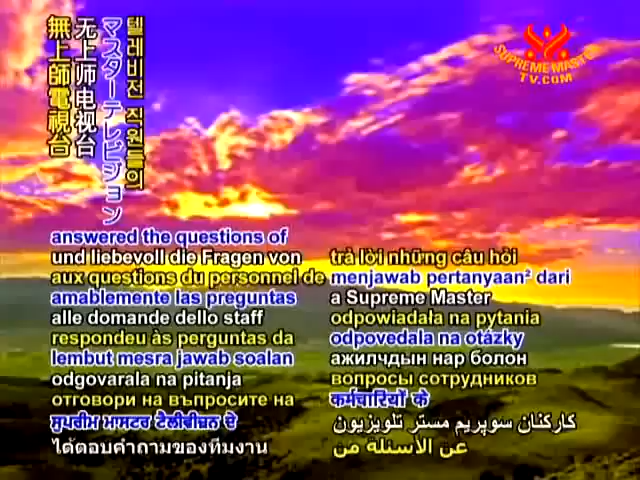 無上師電視台
无上师电视台
マスターテレビジョン
텔레비전 직원들의
SUPREME MASTER
TV.COM
answered the questions of
und liebevoll die Fragen von
aux questions du personnel de
amablemente las preguntas
alle domande dello staff
respondeu às perguntas da
lembut mesra jawab soalan
odgovarala na pitanja
отговори на въпросите на
ਸੁਪਰੀਮ ਮਾਸਟਰ ਟੈਲੀਵੀਜ਼ਨ ਦੇ
ได้ตอบคำถามของทีมงาน
trả lời những câu hỏi
menjawab pertanyaan² dari
a Supreme Master
odpowiadała na pytania
odpovedala na otázky
ажилчдын нар болон
вопросы сотрудников
कर्मचारियों के
کارکنان سوپریم مستر تلویزیون
عن الأسئلة من